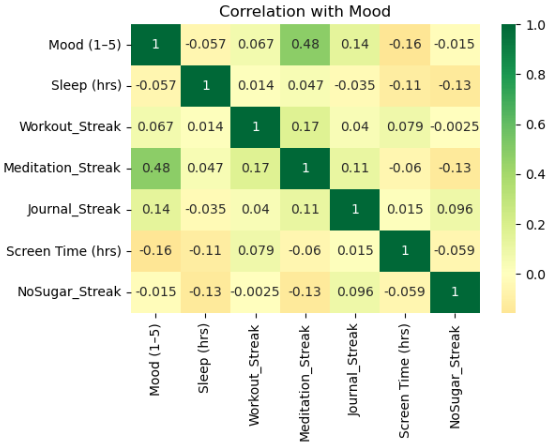 Correlation with Mood
Mood (1–5) 1 -0.057 0.067 0.48 0.14 -0.16 -0.015
Sleep (hrs) -0.057 1 0.014 0.047 -0.035 -0.11 -0.13
Workout_Streak 0.067 0.014 1 0.17 0.04 0.079 -0.0025
Meditation_Streak 0.48 0.047 0.17 1 0.11 -0.06 -0.13
Journal_Streak 0.14 -0.035 0.04 0.11 1 0.015 0.096
Screen Time (hrs) -0.16 -0.11 0.079 -0.06 0.015 1 -0.059
NoSugar_Streak -0.015 -0.13 -0.0025 -0.13 0.096 -0.059 1
Mood (1–5)
Sleep (hrs)
Workout_Streak
Meditation_Streak
Journal_Streak
Screen Time (hrs)
NoSugar_Streak
1.0
0.8
0.6
0.4
0.2
0.0